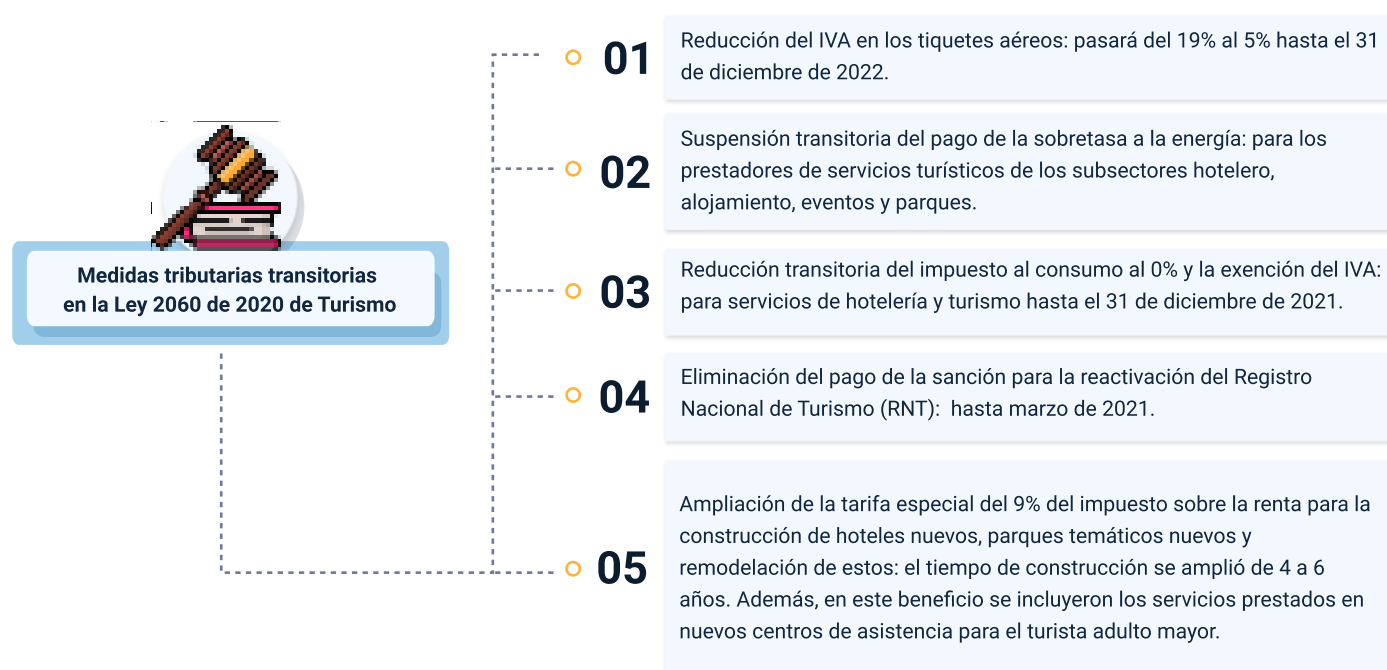 Medidas tributarias transitorias
en la Ley 2060 de 2020 de Turismo
01
Reducción del IVA en los tiquetes aéreos: pasará del 19% al 5% hasta el 31
de diciembre de 2022.
02
Suspensión transitoria del pago de la sobretasa a la energía: para los
prestadores de servicios turísticos de los subsectores hotelero,
alojamiento, eventos y parques.
03
Reducción transitoria del impuesto al consumo al 0% y la exención del IVA:
para servicios de hotelería y turismo hasta el 31 de diciembre de 2021.
04
Eliminación del pago de la sanción para la reactivación del Registro
Nacional de Turismo (RNT):  hasta marzo de 2021.
05
Ampliación de la tarifa especial del 9% del impuesto sobre la renta para la
construcción de hoteles nuevos, parques temáticos nuevos y
remodelación de estos: el tiempo de construcción se amplió de 4 a 6
años. Además, en este beneficio se incluyeron los servicios prestados en
nuevos centros de asistencia para el turista adulto mayor.